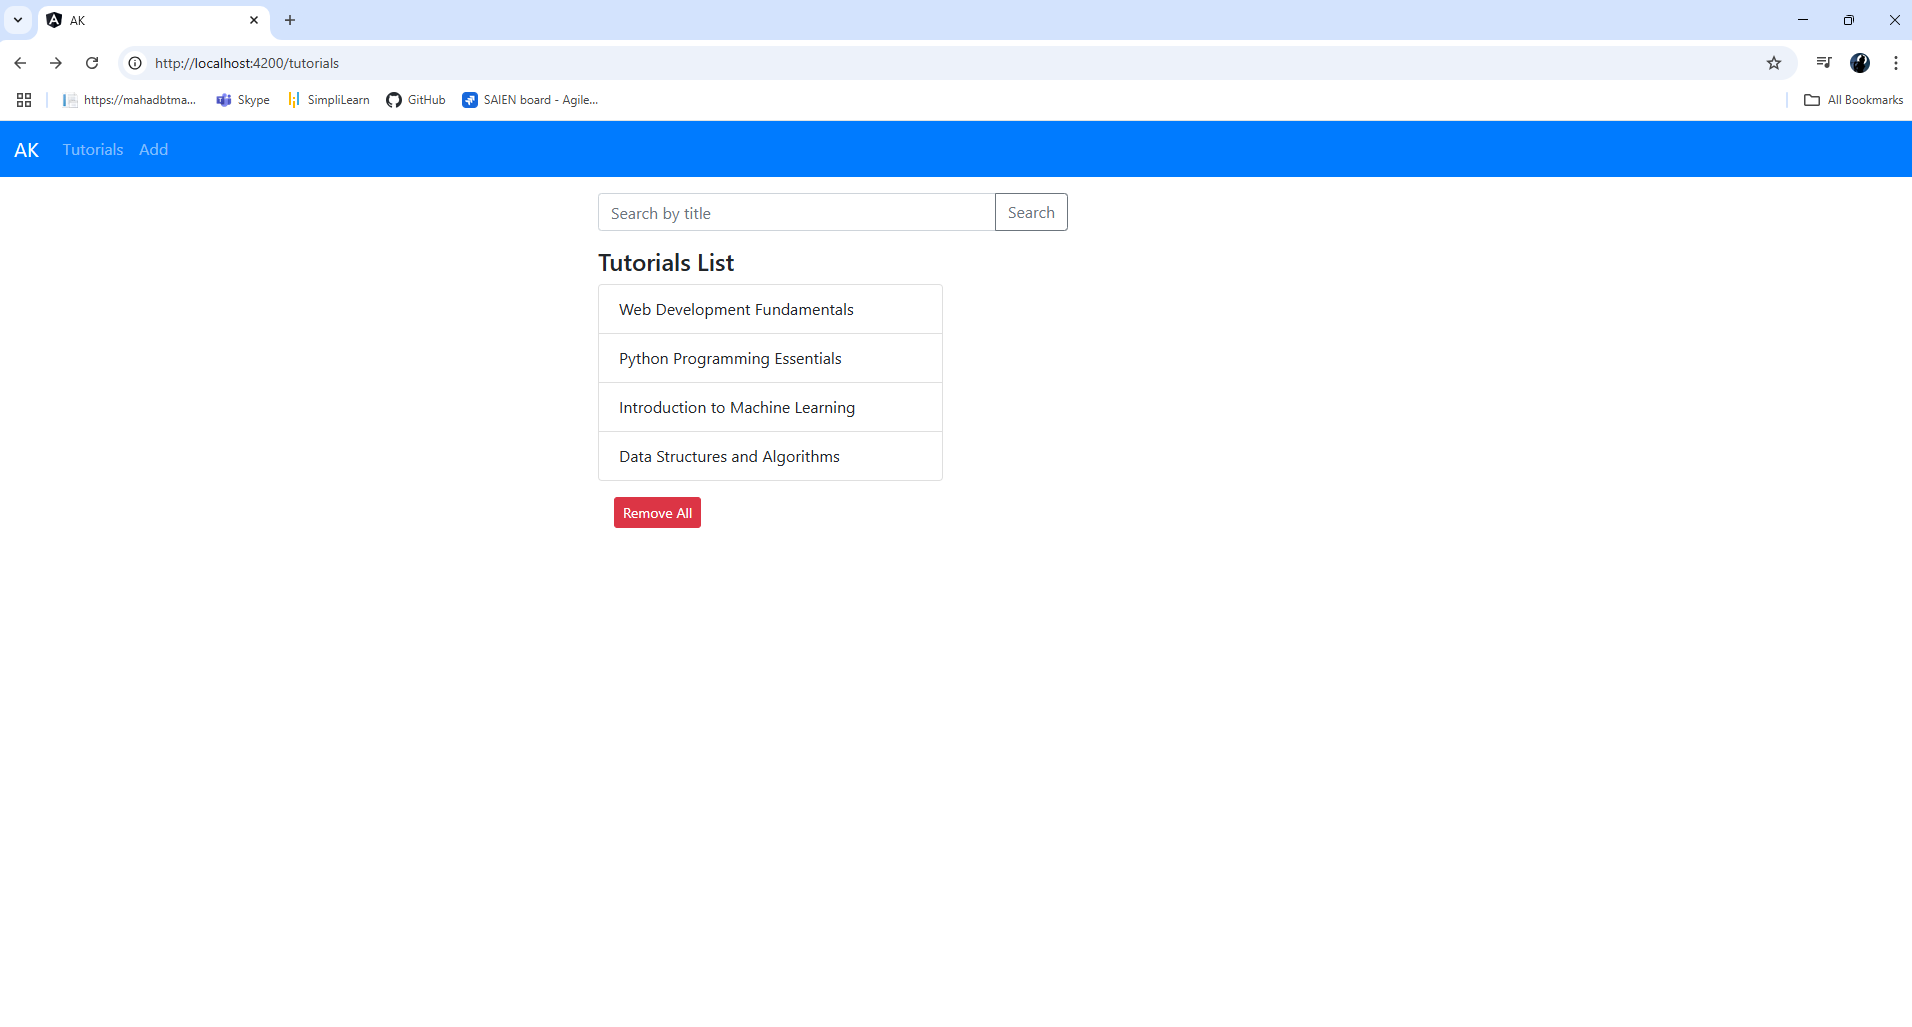 AK
http://localhost:4200/tutorials
https://mahadbtma...
Skype
SimpliLearn
GitHub
SAIEN board - Agile...
All Bookmarks
AK Tutorials Add
Search by title Search
Tutorials List
Web Development Fundamentals
Python Programming Essentials
Introduction to Machine Learning
Data Structures and Algorithms
Remove All